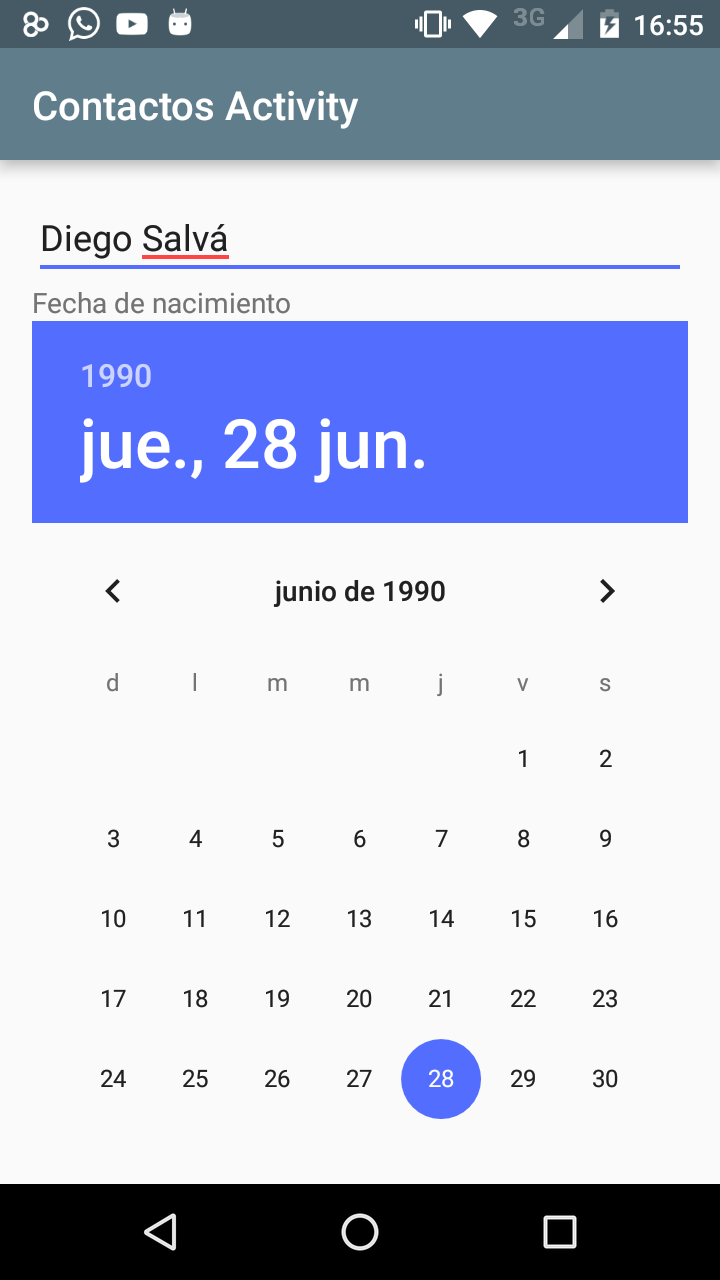 3G 16:55
Contactos Activity
Diego Salvá
Fecha de nacimiento
1990
jue., 28 jun.
junio de 1990
d l m m j v s
1 2
3 4 5 6 7 8 9
10 11 12 13 14 15 16
17 18 19 20 21 22 23
24 25 26 27 28 29 30